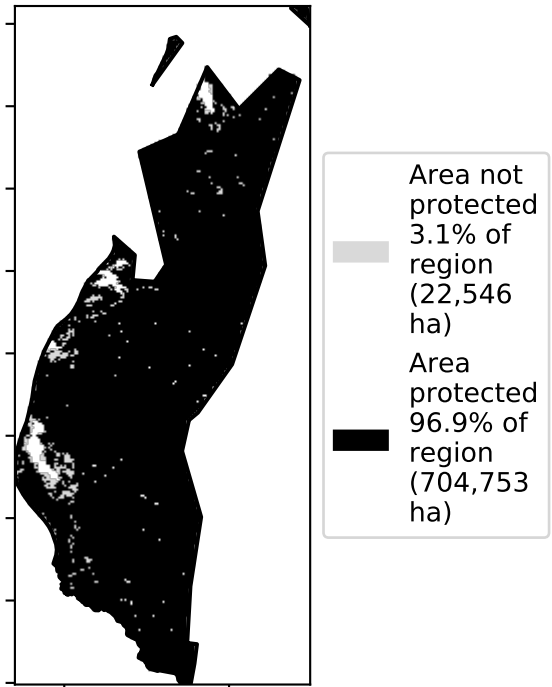 Area not
protected
3.1% of
region
(22,546
ha)
Area
protected
96.9% of
region
(704,753
ha)